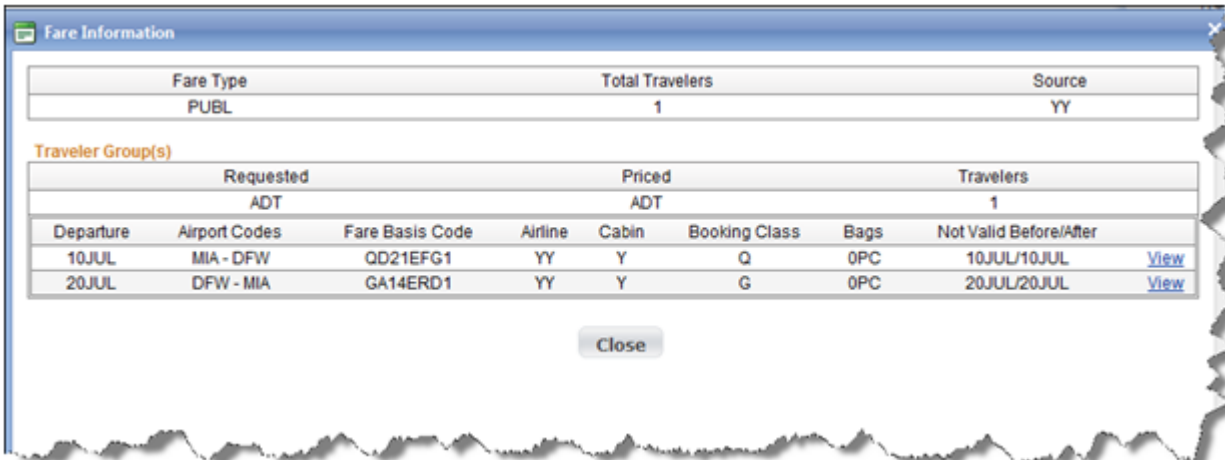 Fare Information
Fare Type Total Travelers Source
PUBL 1 YY
Traveler Group(s)
Requested Priced Travelers
ADT ADT 1
Departure Airport Codes Fare Basis Code Airline Cabin Booking Class Bags Not Valid Before/After
10JUL MIA - DFW QD21EFG1 YY Y Q 0PC 10JUL/10JUL View
20JUL DFW - MIA GA14ERD1 YY Y G 0PC 20JUL/20JUL View
Close